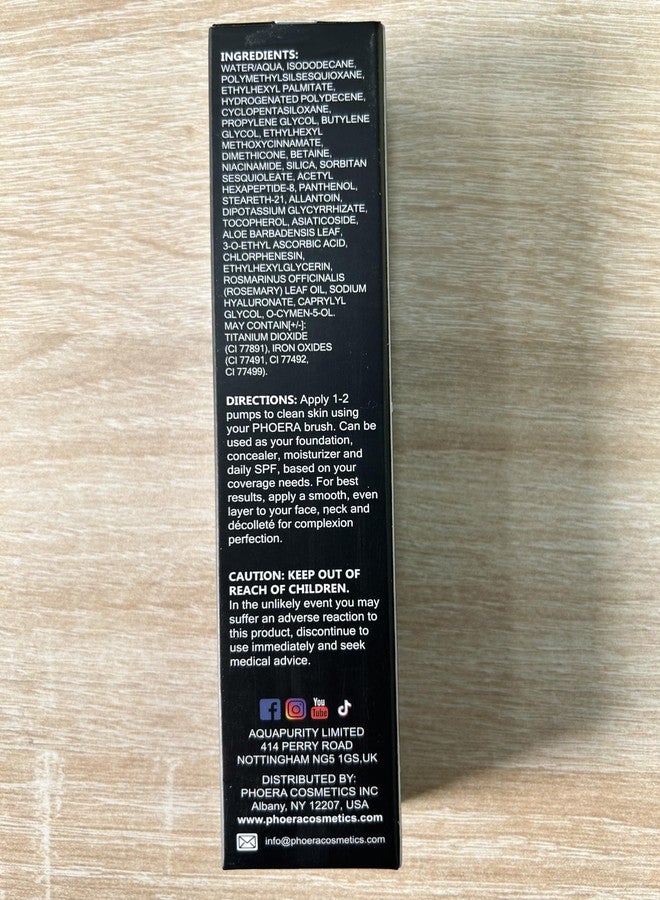 INGREDIENTS:
WATER/AQUA, ISODODECANE,
POLYMETHYLSILSESQUIOXANE,
ETHYLHEXYL PALMITATE,
HYDROGENATED POLYDECENE,
CYCLOPENTASILOXANE,
PROPYLENE GLYCOL, BUTYLENE
GLYCOL, ETHYLHEXYL
METHOXYCINNAMATE,
DIMETHICONE, BETAINE,
NIACINAMIDE, SILICA, SORBITAN
SESQUIOLEATE, ACETYL
HEXAPEPTIDE-8, PANTHENOL,
STEARETH-21, ALLANTOIN,
DIPOTASSIUM GLYCYRRHIZATE,
TOCOPHEROL, ASIATICOSIDE,
ALOE BARBADENSIS LEAF,
3-O-ETHYL ASCORBIC ACID,
CHLORPHENESIN,
ETHYLHEXYLGLYCERIN,
ROSMARINUS OFFICINALIS
(ROSEMARY) LEAF OIL, SODIUM
HYALURONATE, CAPRYLYL
GLYCOL, O-CYMEN-5-OL.
MAY CONTAIN[+/-]:
TITANIUM DIOXIDE
(CI 77891), IRON OXIDES
(CI 77491, CI 77492,
CI 77499).
DIRECTIONS: Apply 1-2
pumps to clean skin using
your PHOERA brush. Can be
used as your foundation,
concealer, moisturizer and
daily SPF, based on your
coverage needs. For best
results, apply a smooth, even
layer to your face, neck and
décolleté for complexion
perfection.
CAUTION: KEEP OUT OF
REACH OF CHILDREN.
In the unlikely event you may
suffer an adverse reaction to
this product, discontinue to
use immediately and seek
medical advice.
You
Tube
AQUAPURITY LIMITED
414 PERRY ROAD
NOTTINGHAM NG5 1GS,UK
DISTRIBUTED BY:
PHOERA COSMETICS INC
Albany, NY 12207, USA
www.phoeracosmetics.com
info@phoeracosmetics.com